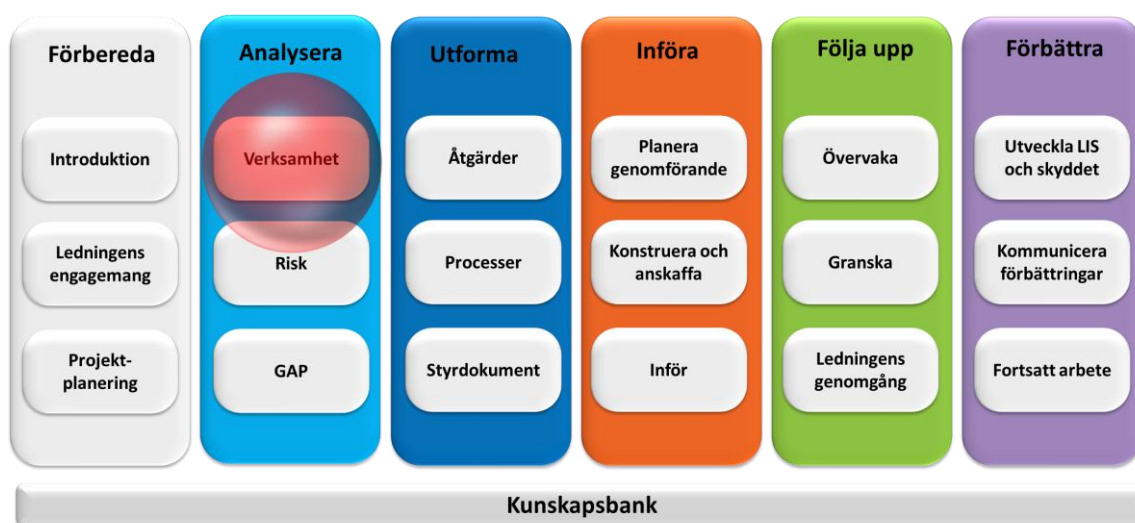 Förbereda
Introduktion
Ledningens
engagemang
Projekt-
planering
Analysera
Verksamhet
Risk
GAP
Utforma
Åtgärder
Processer
Styrdokument
Införa
Planera
genomförande
Konstruera och
anskaffa
Inför
Följa upp
Övervaka
Granska
Ledningens
genomgång
Förbättra
Utveckla LIS
och skyddet
Kommunicera
förbättringar
Fortsatt arbete
Kunskapsbank